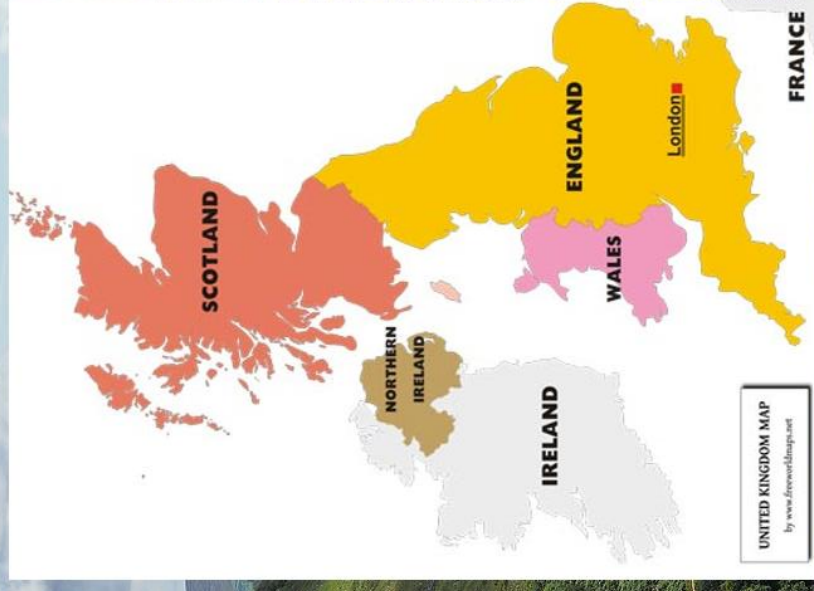 SCOTLAND
NORTHERN
IRELAND
IRELAND
ENGLAND
WALES
London
FRANCE
UNITED KINGDOM MAP
by www.freeworldmaps.net